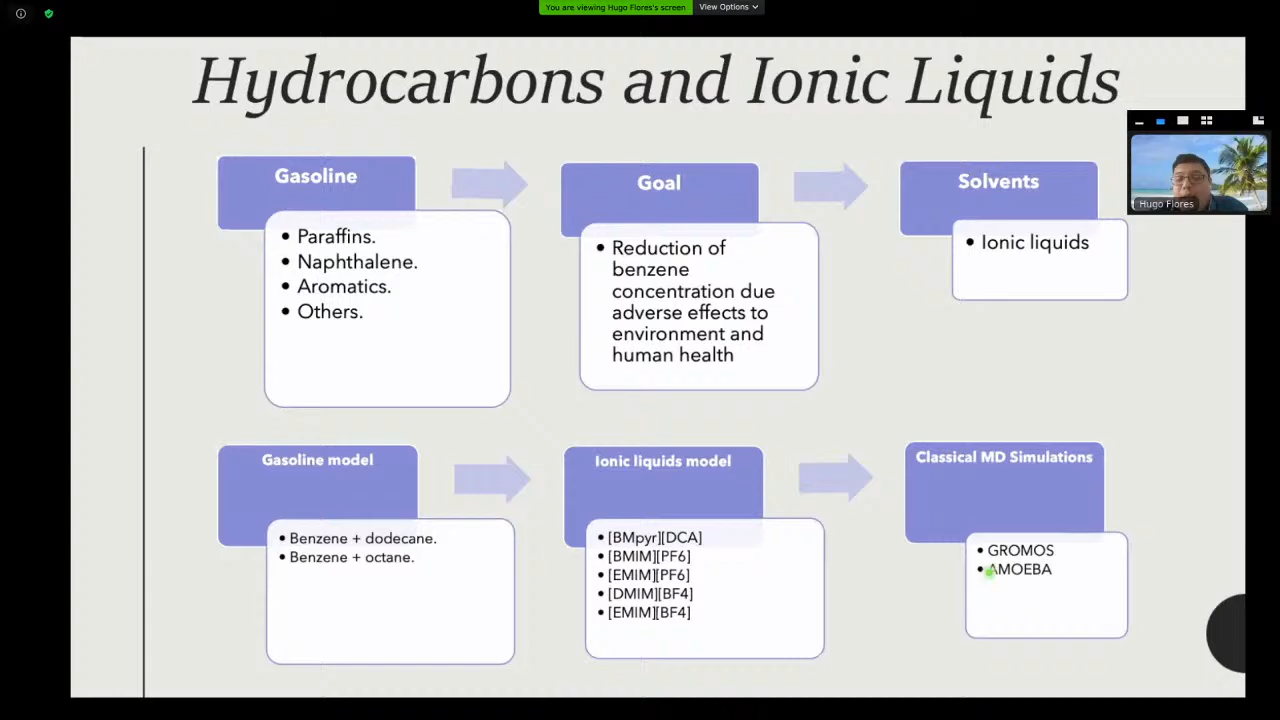 You are viewing Hugo Flores's screen
View Options
Hydrocarbons and Ionic Liquids
Gasoline
• Paraffins.
• Naphthalene.
• Aromatics.
• Others.
Goal
• Reduction of
benzene
concentration due
adverse effects to
environment and
human health
Solvents
• Ionic liquids
Hugo Flores
Gasoline model
• Benzene + dodecane.
• Benzene + octane.
Ionic liquids model
• [BMpyr][DCA]
• [BMIM][PF6]
• [EMIM][PF6]
• [DMIM][BF4]
• [EMIM][BF4]
Classical MD Simulations
• GROMOS
• AMOEBA